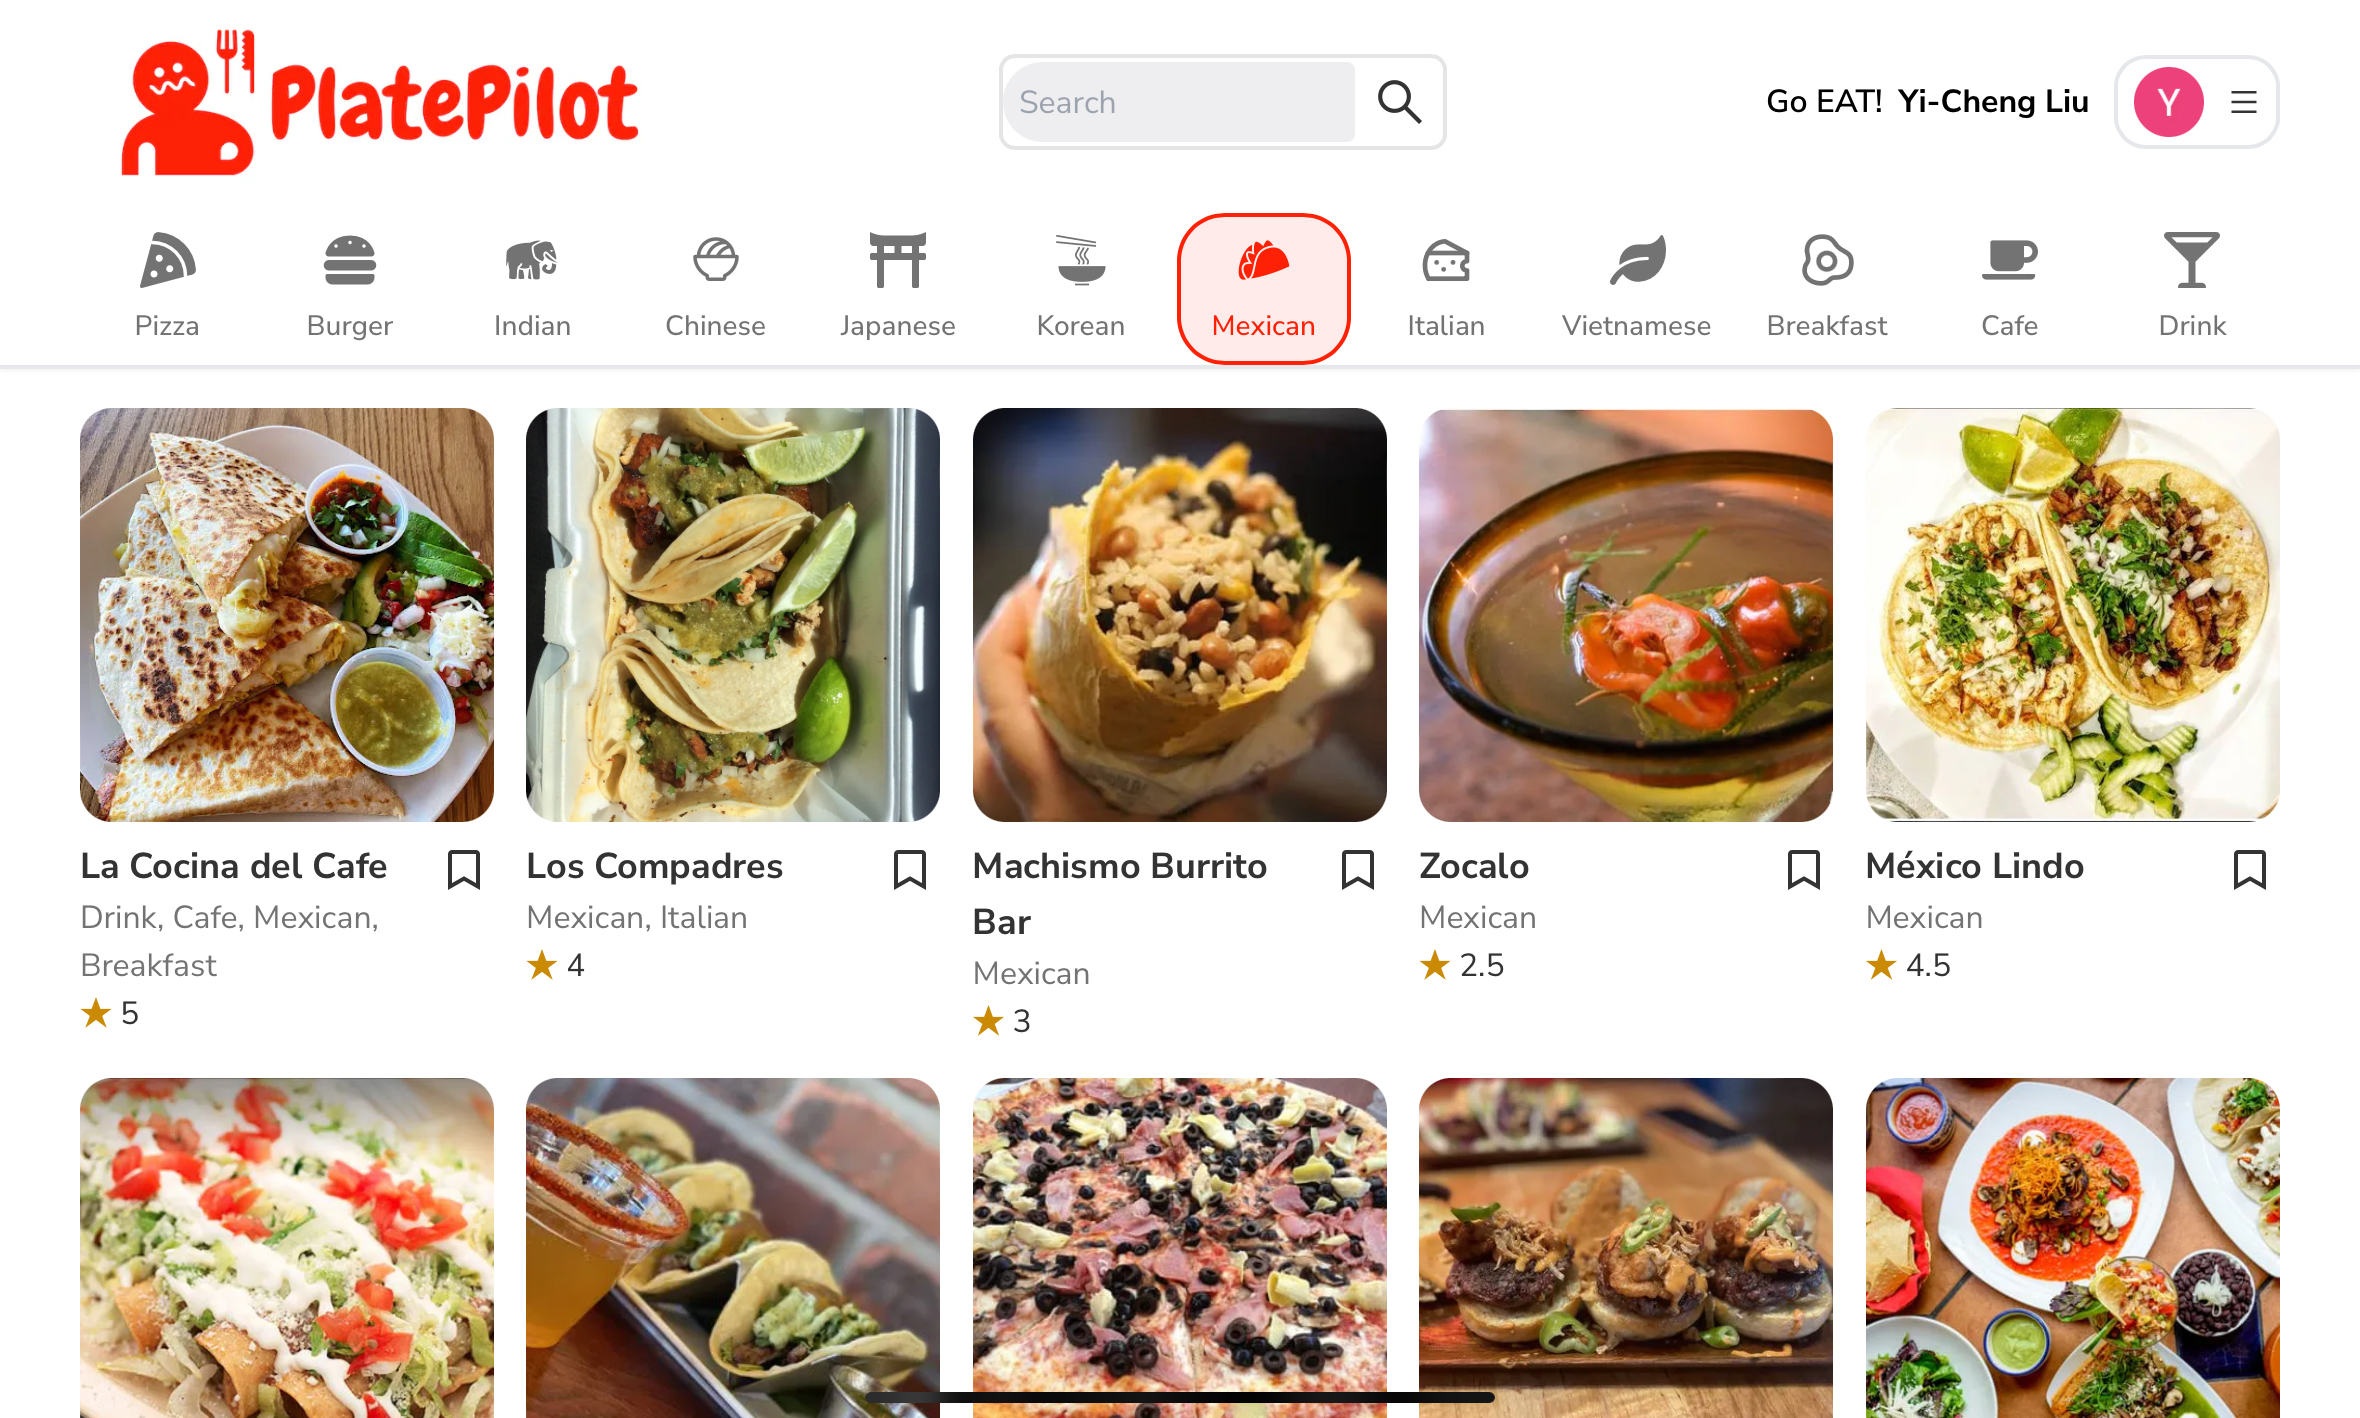 PlatePilot
Search
Go EAT! Yi-Cheng Liu
Y
Pizza
Burger
Indian
Chinese
Japanese
Korean
Mexican
Italian
Vietnamese
Breakfast
Cafe
Drink
La Cocina del Cafe
Drink, Cafe, Mexican,
Breakfast
5
Los Compadres
Mexican, Italian
4
Machismo Burrito
Bar
Mexican
3
Zocalo
Mexican
2.5
México Lindo
Mexican
4.5